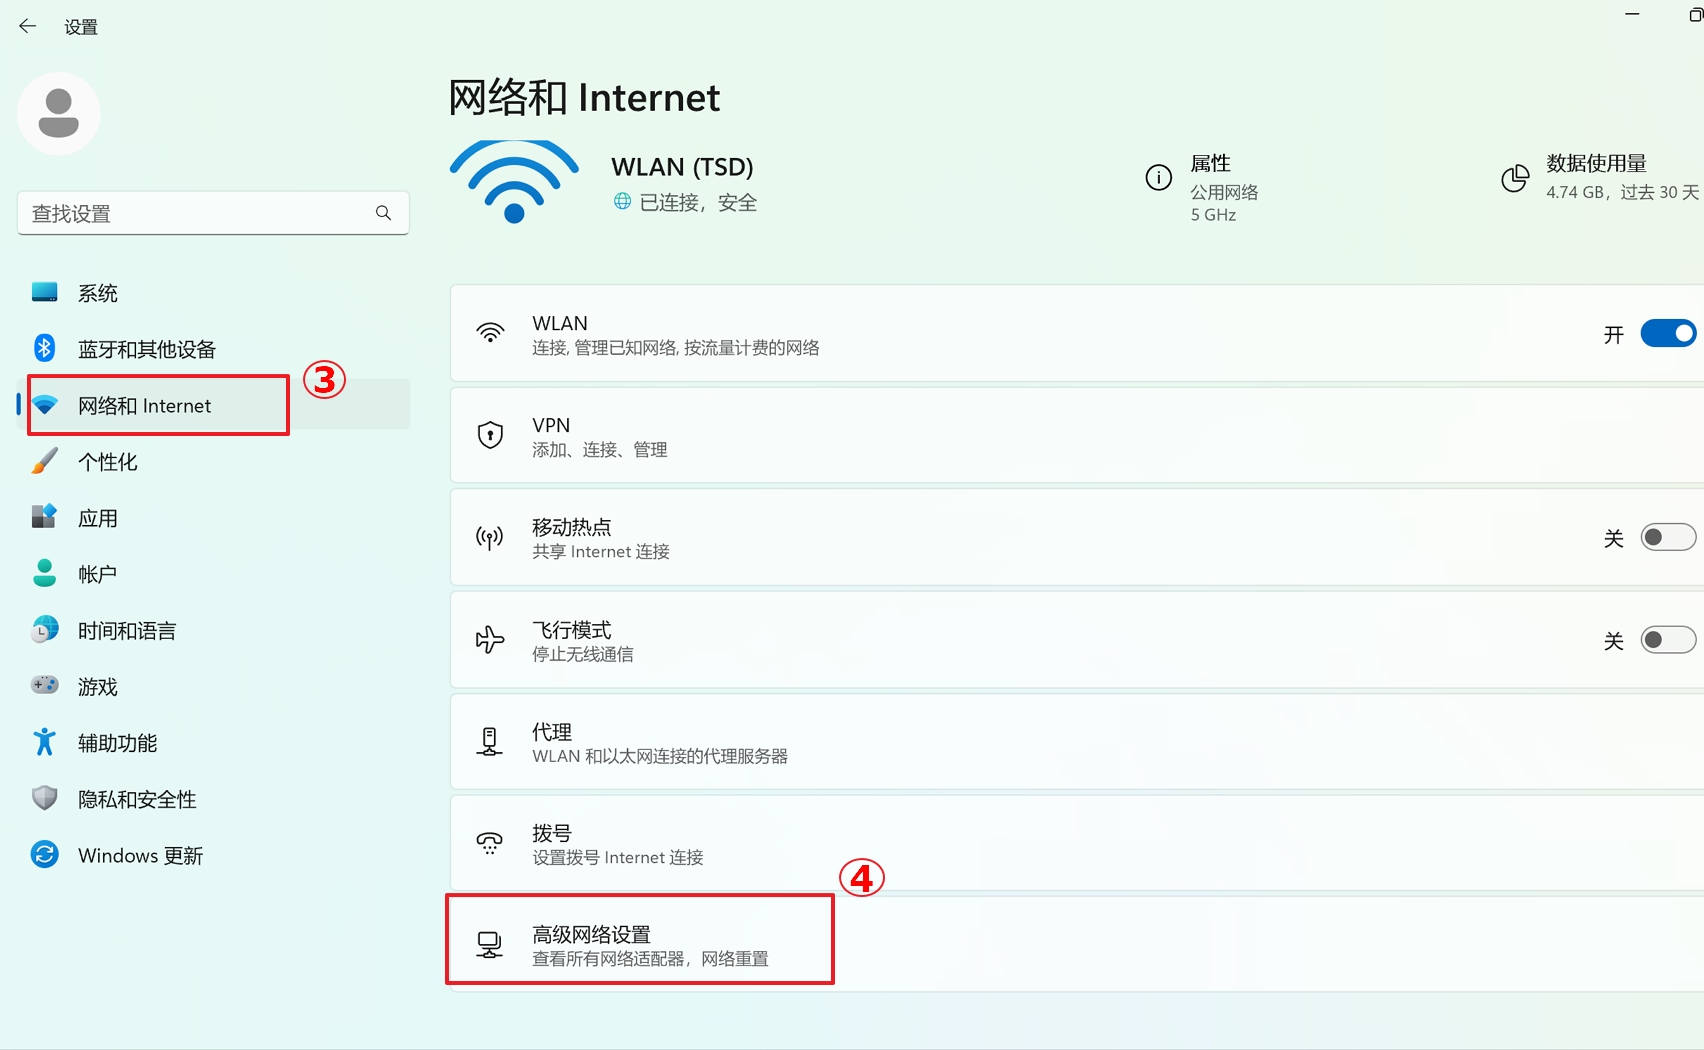 设置
网络和 Internet
WLAN (TSD)
已连接，安全
属性
公用网络
5 GHz
数据使用量
4.74 GB，过去 30 天
查找设置
系统
蓝牙和其他设备
网络和 Internet
③
个性化
应用
帐户
时间和语言
游戏
辅助功能
隐私和安全性
Windows 更新
WLAN
连接, 管理已知网络, 按流量计费的网络
开
VPN
添加、连接、管理
移动热点
共享 Internet 连接
关
飞行模式
停止无线通信
关
代理
WLAN 和以太网连接的代理服务器
拨号
设置拨号 Internet 连接
④
高级网络设置
查看所有网络适配器，网络重置